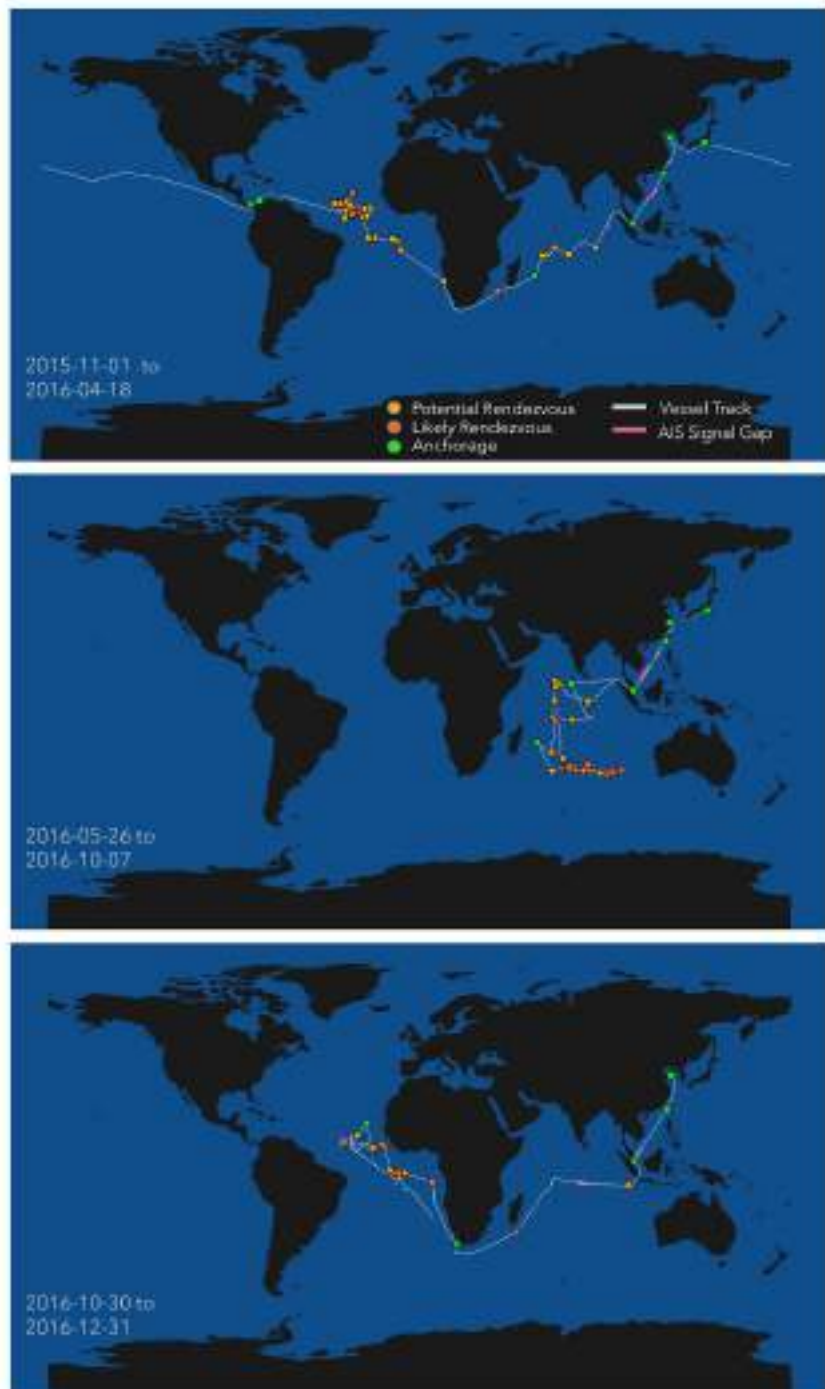 2015-11-01 to
2016-04-18
Potential Rendezvous
Likely Rendezvous
Anchorage
Vessel Track
AIS Signal Gap
2016-05-26 to
2016-10-07
2016-10-30 to
2016-12-31